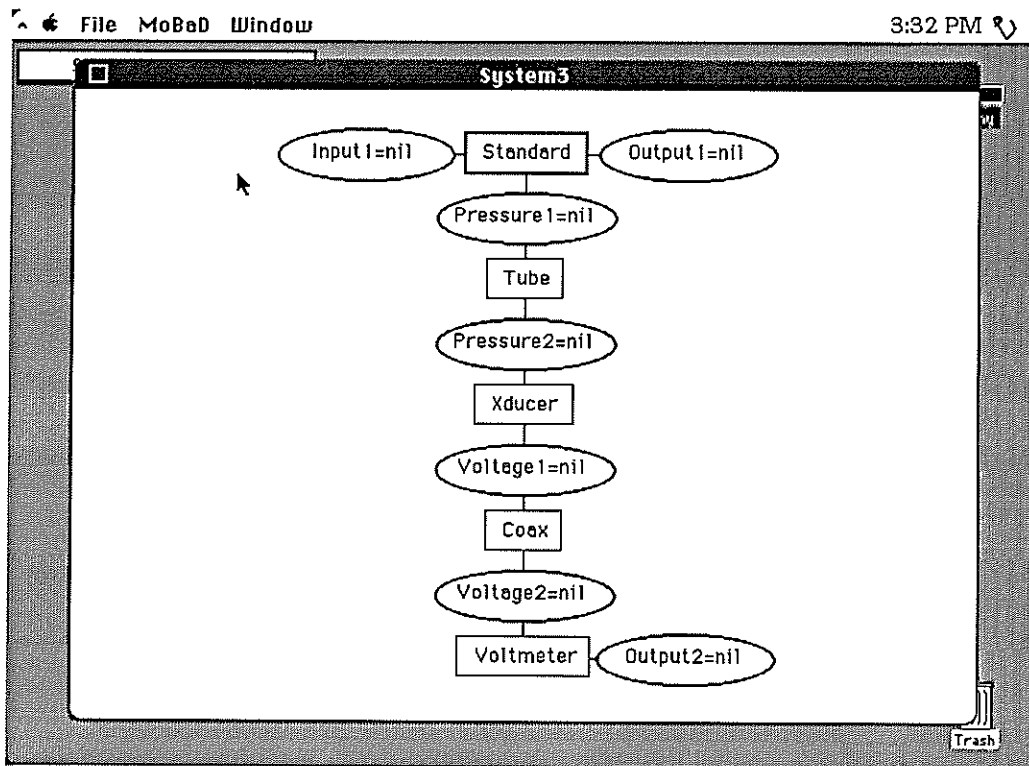 File MoBaD Window 3:32 PM
System3
Input1=nil Standard Output1=nil
Pressure1=nil
Tube
Pressure2=nil
Xducer
Voltage1=nil
Coax
Voltage2=nil
Voltmeter Output2=nil
Trash